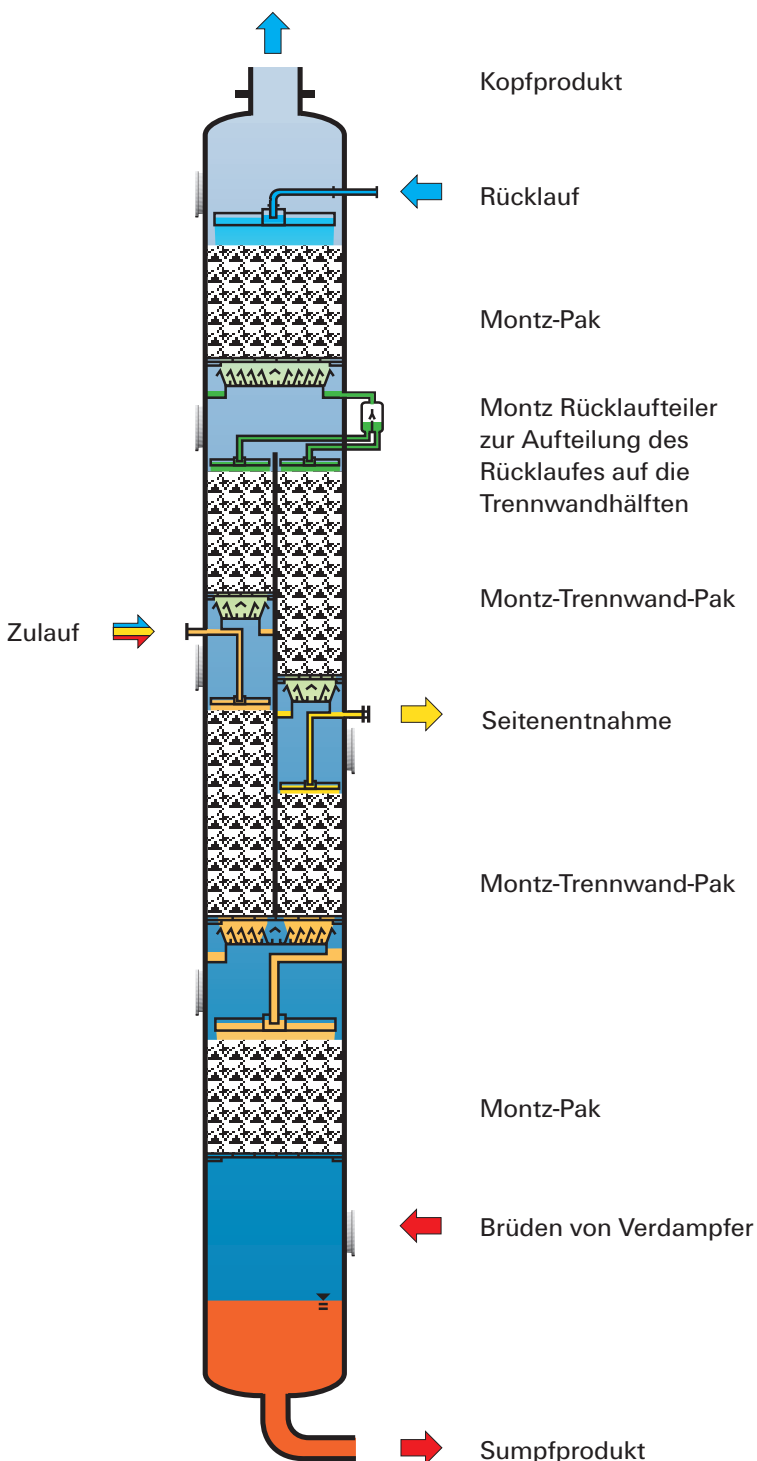 Kopfprodukt
Rücklauf
Montz-Pak
Montz Rücklaufteiler
zur Aufteilung des
Rücklaufes auf die
Trennwandhälften
Montz-Trennwand-Pak
Zulauf
Seitenentnahme
Montz-Trennwand-Pak
Montz-Pak
Brüden von Verdampfer
Sumpfprodukt